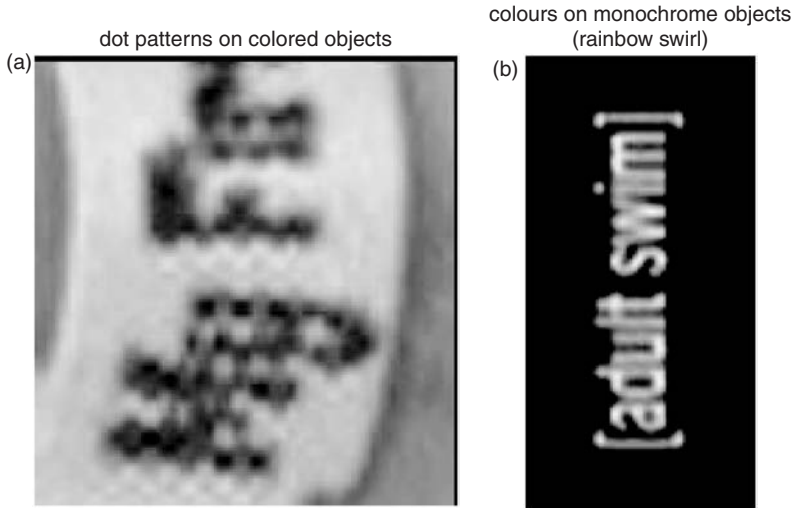 dot patterns on colored objects
colours on monochrome objects
(rainbow swirl)
(a)
(b)
[adult swim]